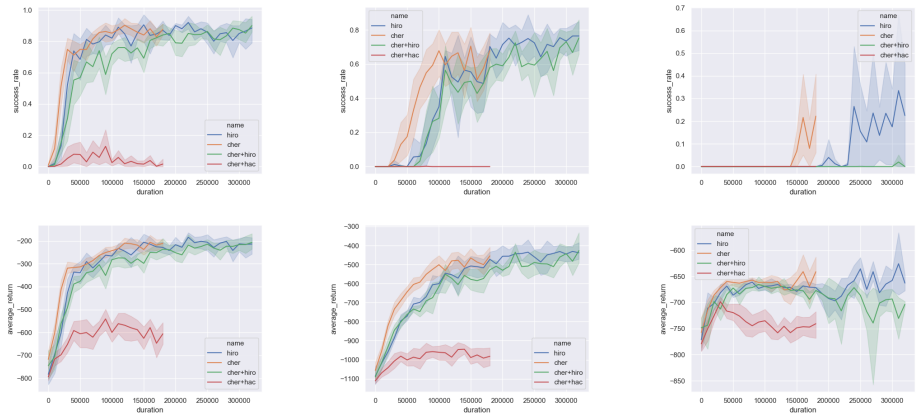 1.0
0.8
0.6
0.4
0.2
0.0
success_rate
name
hiro
cher
cher+hiro
cher+hac
0 50000 100000 150000 200000 250000 300000
duration
0.8
0.6
0.4
0.2
0.0
success_rate
name
hiro
cher
cher+hiro
cher+hac
0 50000 100000 150000 200000 250000 300000
duration
0.7
0.6
0.5
0.4
0.3
0.2
0.1
0.0
success_rate
name
hiro
cher
cher+hiro
cher+hac
0 50000 100000 150000 200000 250000 300000
duration
−200
−300
−400
−500
−600
−700
−800
average_return
name
hiro
cher
cher+hiro
cher+hac
0 50000 100000 150000 200000 250000 300000
duration
−300
−400
−500
−600
−700
−800
−900
−1000
−1100
average_return
name
hiro
cher
cher+hiro
cher+hac
0 50000 100000 150000 200000 250000 300000
duration
−600
−650
−700
−750
−800
−850
average_return
name
hiro
cher
cher+hiro
cher+hac
0 50000 100000 150000 200000 250000 300000
duration